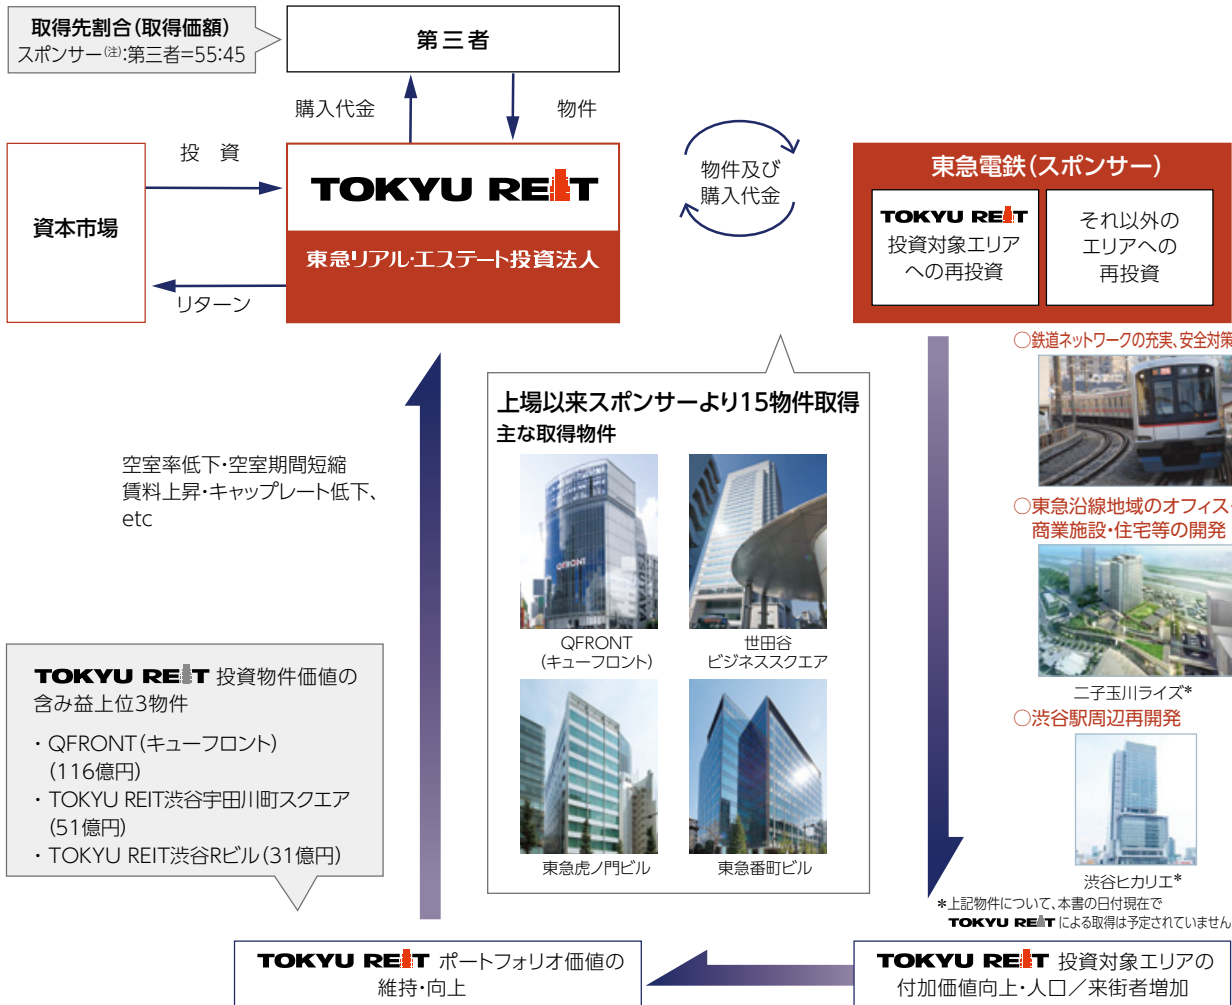 取得先割合(取得価額)
スポンサー(注):第三者=55:45
第三者
購入代金
物件
投 資
資本市場
リターン
TOKYU REIT
東急リアル・エステート投資法人
物件及び
購入代金
東急電鉄(スポンサー)
TOKYU REIT
投資対象エリア
への再投資
それ以外の
エリアへの
再投資
○鉄道ネットワークの充実、安全対策
○東急沿線地域のオフィス・
商業施設・住宅等の開発
二子玉川ライズ*
○渋谷駅周辺再開発
渋谷ヒカリエ*
*上記物件について、本書の日付現在で
TOKYU REIT による取得は予定されていません
上場以来スポンサーより15物件取得
主な取得物件
QFRONT
QFRONT
(キューフロント)
世田谷
ビジネススクエア
東急虎ノ門ビル
東急番町ビル
空室率低下・空室期間短縮
賃料上昇・キャップレート低下、
etc
TOKYU REIT 投資物件価値の
含み益上位3物件
・QFRONT(キューフロント)
(116億円)
・TOKYU REIT渋谷宇田川町スクエア
(51億円)
・TOKYU REIT渋谷Rビル(31億円)
TOKYU REIT ポートフォリオ価値の
維持・向上
TOKYU REIT 投資対象エリアの
付加価値向上・人口／来街者増加